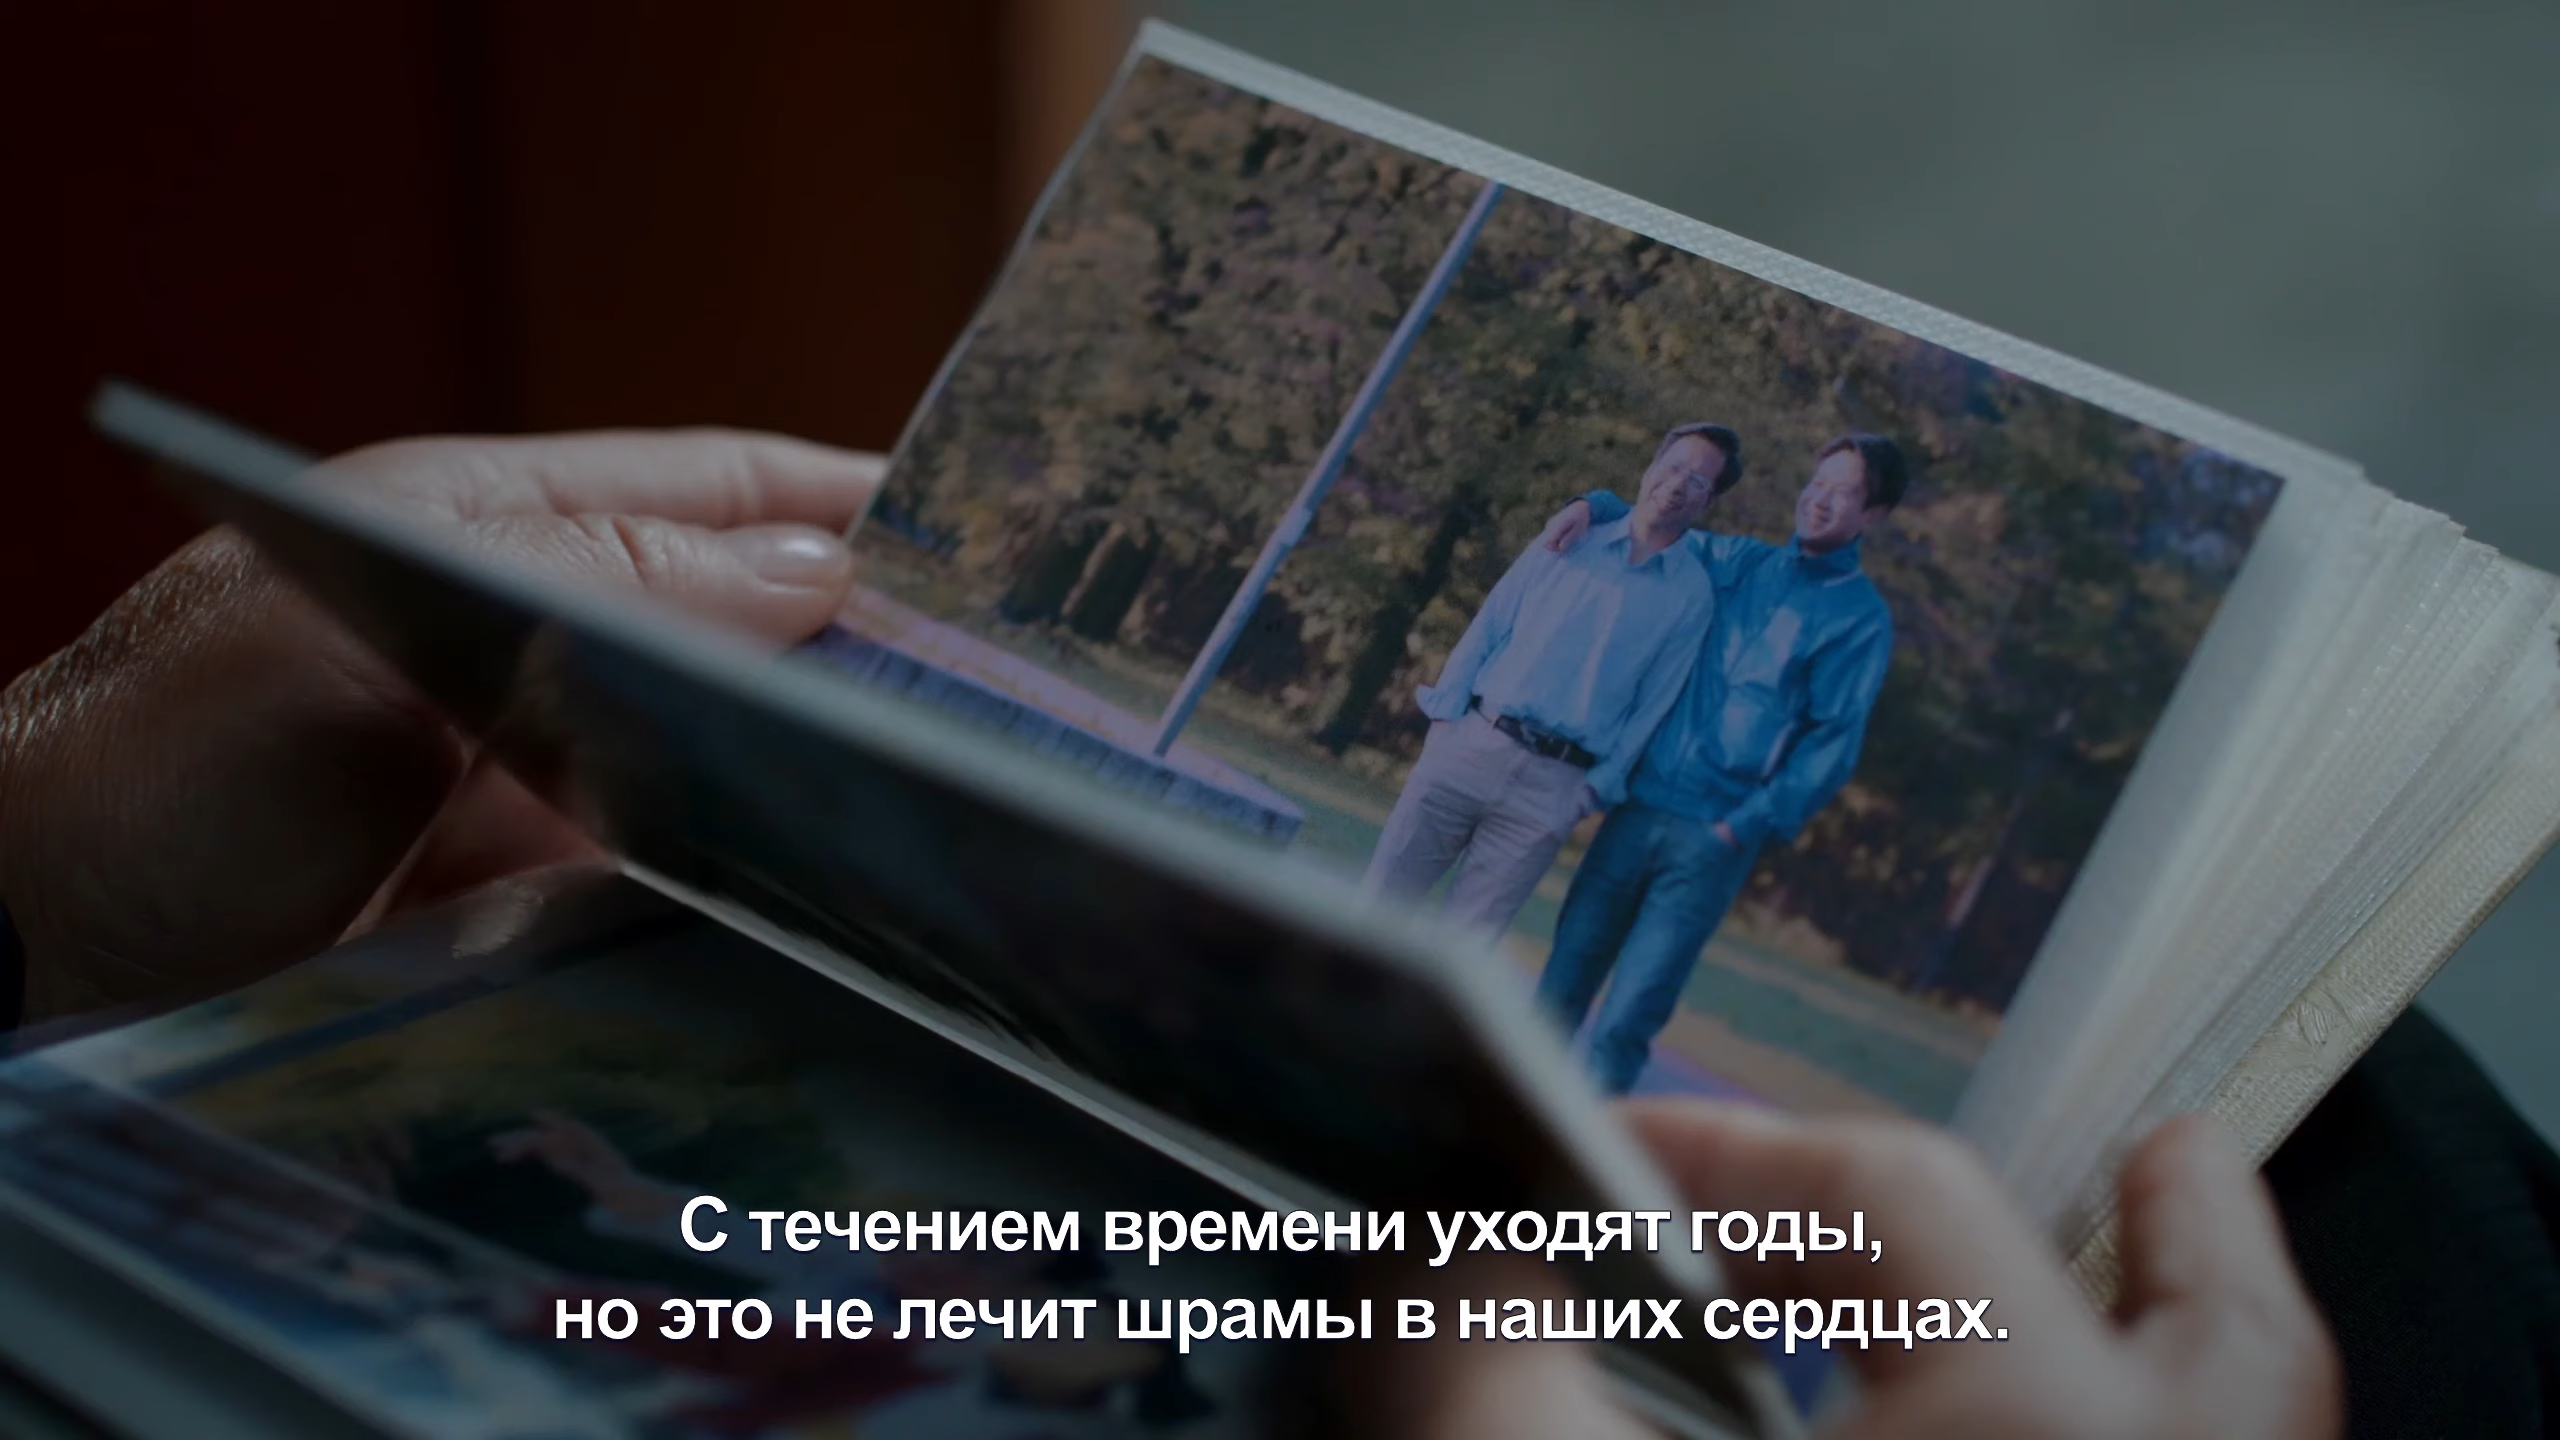 С течением времени уходят годы,
но это не лечит шрамы в наших сердцах.